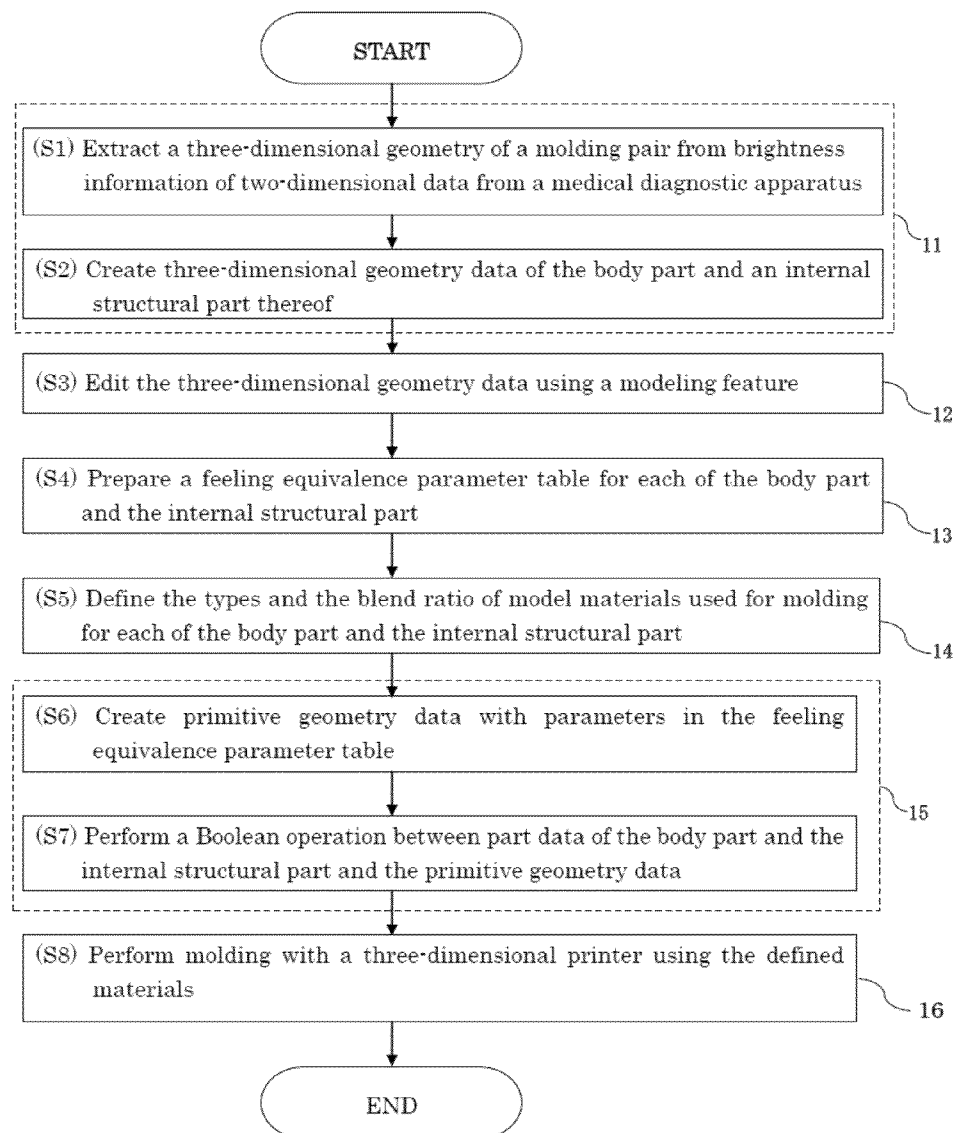 START
(S1) Extract a three-dimensional geometry of a molding pair from brightness
information of two-dimensional data from a medical diagnostic apparatus
11
(S2) Create three-dimensional geometry data of the body part and an internal
structural part thereof
(S3) Edit the three-dimensional geometry data using a modeling feature
12
(S4) Prepare a feeling equivalence parameter table for each of the body part
and the internal structural part
13
(S5) Define the types and the blend ratio of model materials used for molding
for each of the body part and the internal structural part
14
(S6) Create primitive geometry data with parameters in the feeling
equivalence parameter table
15
(S7) Perform a Boolean operation between part data of the body part and the
internal structural part and the primitive geometry data
(S8) Perform molding with a three-dimensional printer using the defined
materials
16
END